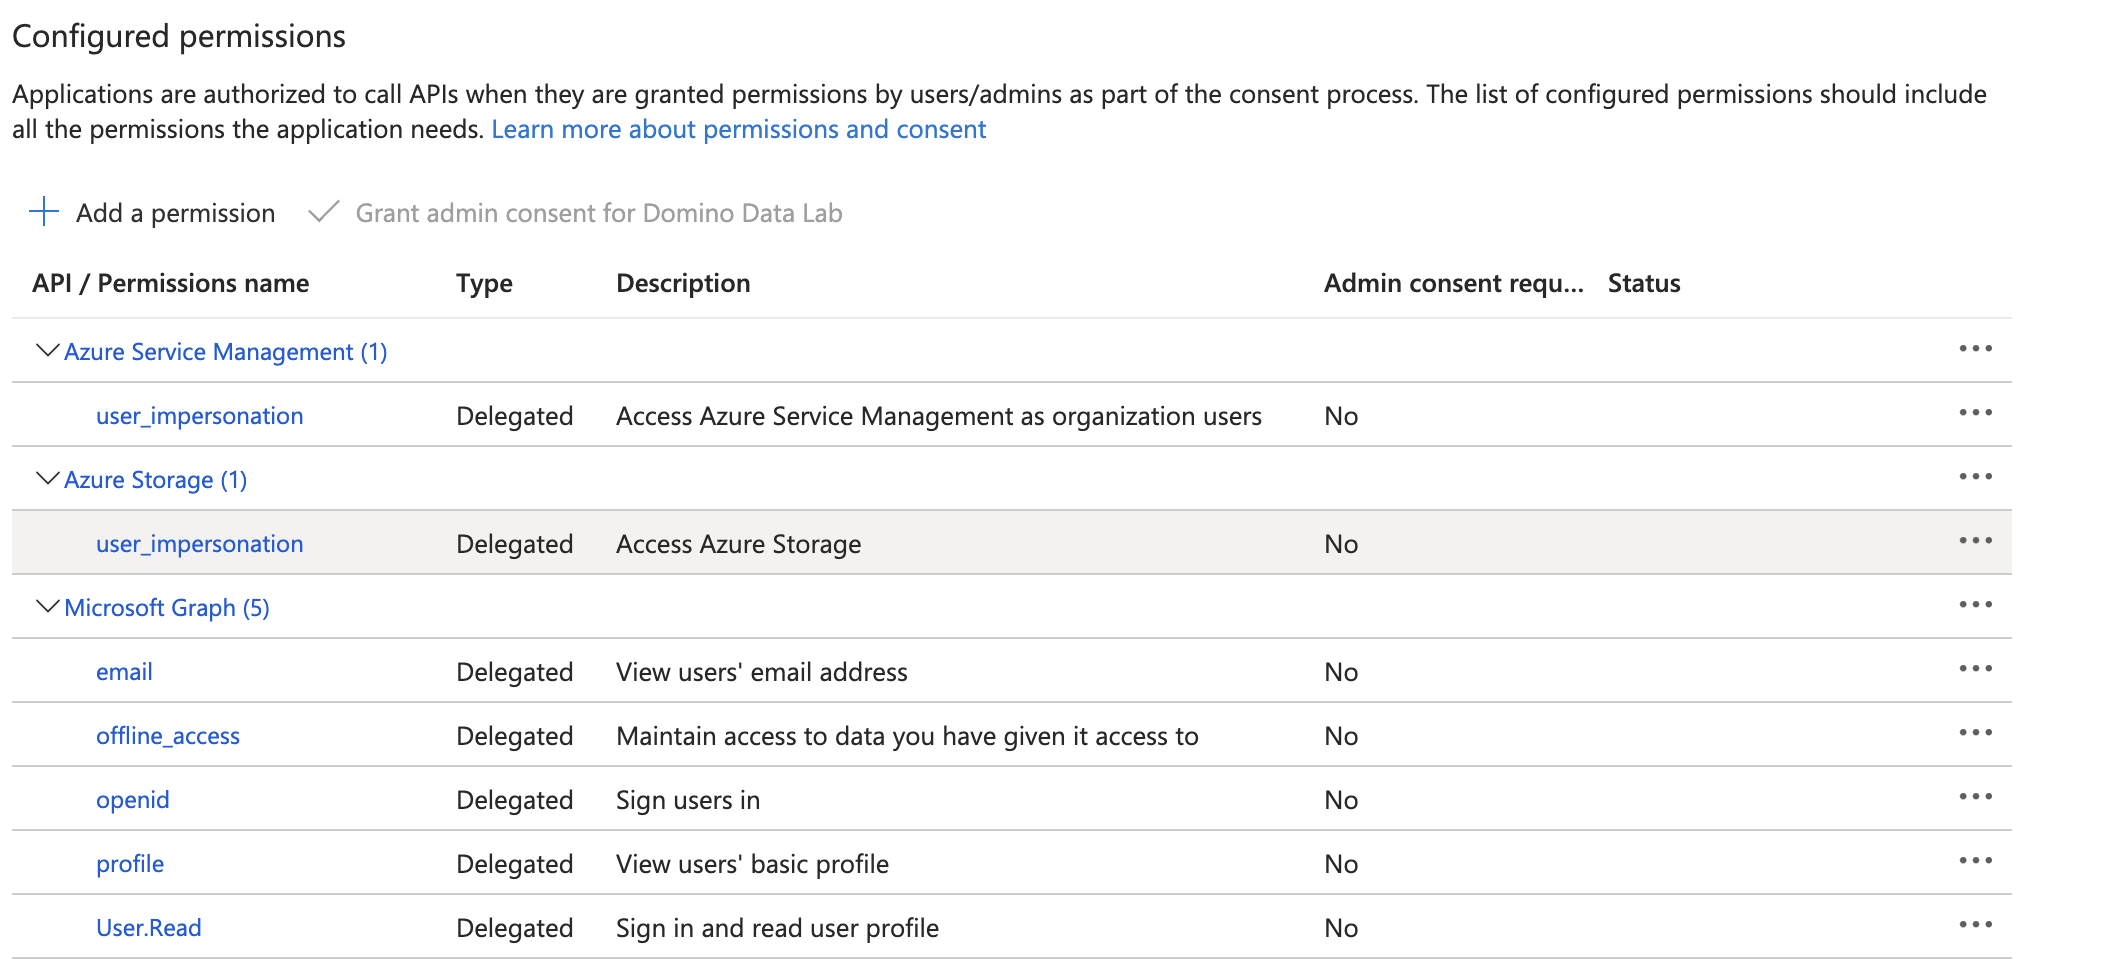 Configured permissions
Applications are authorized to call APIs when they are granted permissions by users/admins as part of the consent process. The list of configured permissions should include
all the permissions the application needs. Learn more about permissions and consent
Add a permission Grant admin consent for Domino Data Lab
API / Permissions name Type Description Admin consent requ... Status
Azure Service Management (1)
user_impersonation Delegated Access Azure Service Management as organization users No
Azure Storage (1)
user_impersonation Delegated Access Azure Storage No
Microsoft Graph (5)
email Delegated View users' email address No
offline_access Delegated Maintain access to data you have given it access to No
openid Delegated Sign users in No
profile Delegated View users' basic profile No
User.Read Delegated Sign in and read user profile No